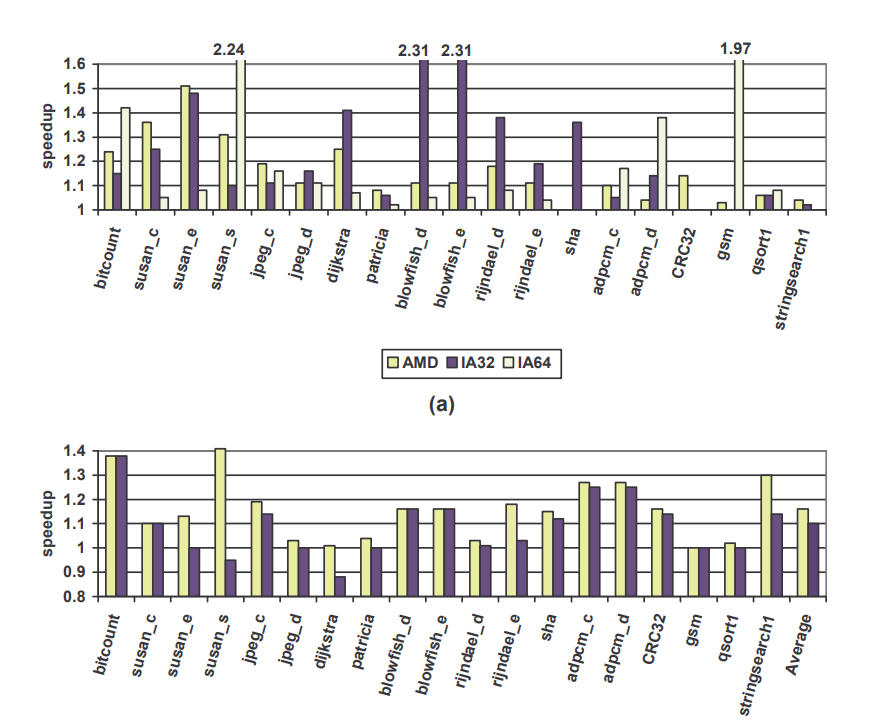 2.24 2.31 2.31 1.97
1.6
1.5
1.4
1.3
1.2
1.1
1
speedup
bitcount susan_c susan_e susan_s jpeg_c jpeg_d dijkstra patricia blowfish_d blowfish_e rijndael_d rijndael_e sha adpcm_c adpcm_d CRC32 gsm qsort1 stringsearch1
AMD IA32 IA64
(a)
1.4
1.3
1.2
1.1
1
0.9
0.8
speedup
bitcount susan_c susan_e susan_s jpeg_c jpeg_d dijkstra patricia blowfish_d blowfish_e rijndael_d rijndael_e sha adpcm_c adpcm_d CRC32 gsm qsort1 stringsearch1 Average